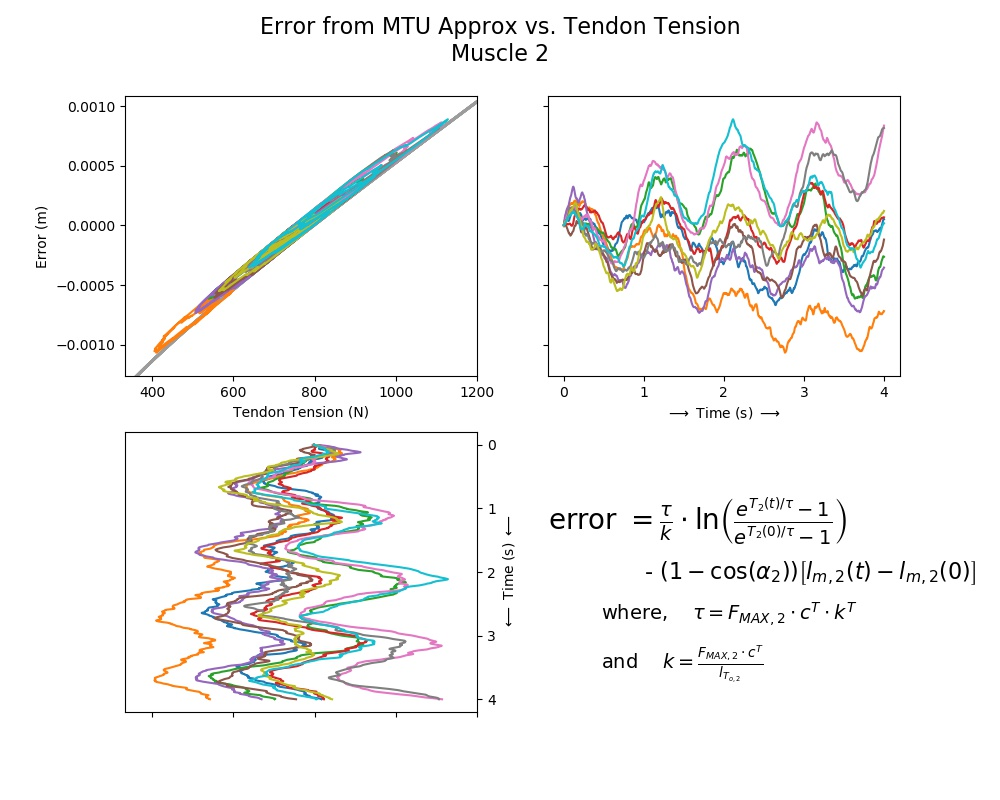 Error from MTU Approx vs. Tendon Tension
Muscle 2
0.0010
0.0005
0.0000
−0.0005
−0.0010
Error (m)
400 600 800 1000 1200
Tendon Tension (N)
0 1 2 3 4
⟶ Time (s) ⟶
0
1
2
3
4
⟵ Time (s) ⟵
error = τ/k · ln((e^{T₂(t)/τ} − 1)/(e^{T₂(0)/τ} − 1))
- (1 − cos(α₂))[l_{m,2}(t) − l_{m,2}(0)]
where, τ = F_{MAX,2} · c^T · k^T
and k = (F_{MAX,2} · c^T)/l_{T_{o,2}}